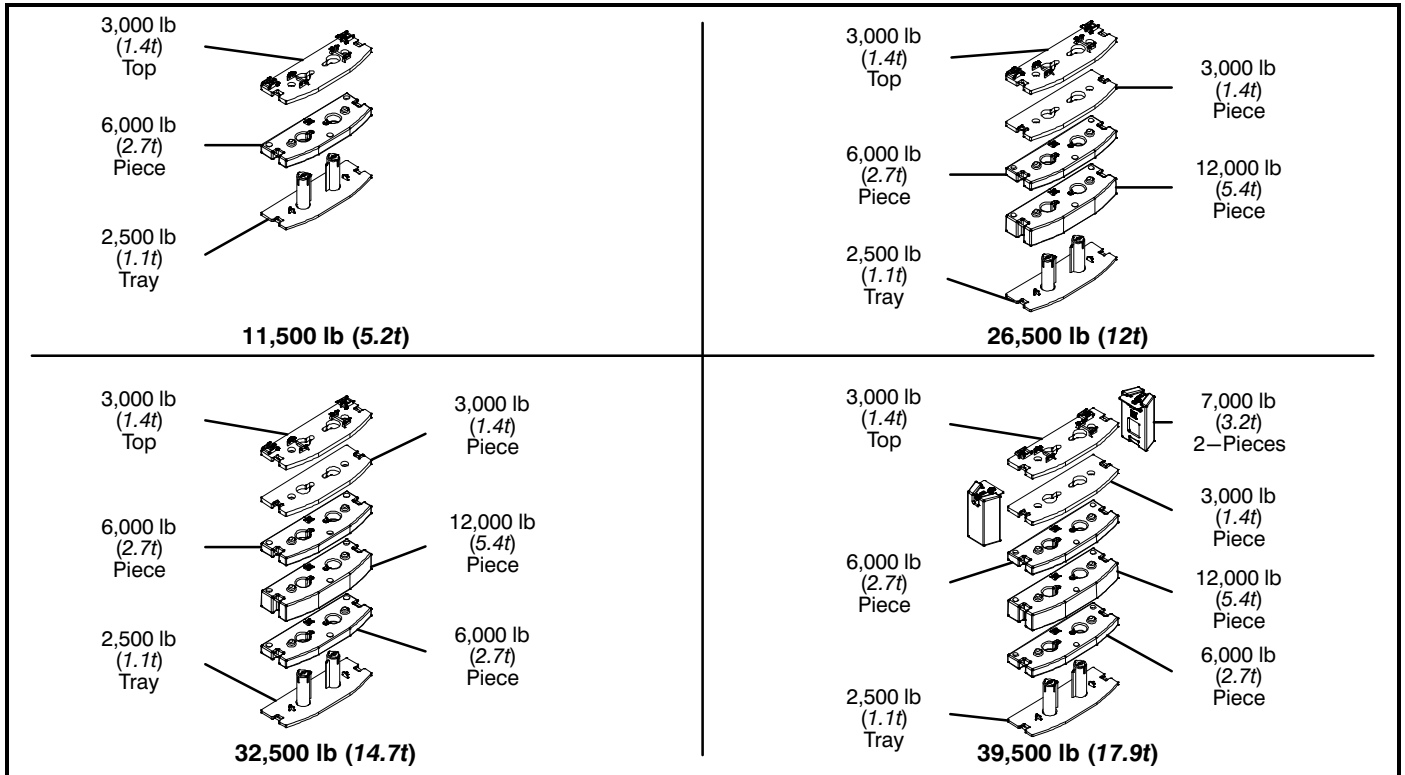 3,000 lb
(1.4t)
Top
6,000 lb
(2.7t)
Piece
2,500 lb
(1.1t)
Tray
11,500 lb (5.2t)
3,000 lb
(1.4t)
Top
3,000 lb
(1.4t)
Piece
6,000 lb
(2.7t)
Piece
12,000 lb
(5.4t)
Piece
2,500 lb
(1.1t)
Tray
26,500 lb (12t)
3,000 lb
(1.4t)
Top
3,000 lb
(1.4t)
Piece
6,000 lb
(2.7t)
Piece
12,000 lb
(5.4t)
Piece
2,500 lb
(1.1t)
Tray
6,000 lb
(2.7t)
Piece
32,500 lb (14.7t)
3,000 lb
(1.4t)
Top
7,000 lb
(3.2t)
2−Pieces
3,000 lb
(1.4t)
Piece
6,000 lb
(2.7t)
Piece
12,000 lb
(5.4t)
Piece
6,000 lb
(2.7t)
Piece
2,500 lb
(1.1t)
Tray
39,500 lb (17.9t)